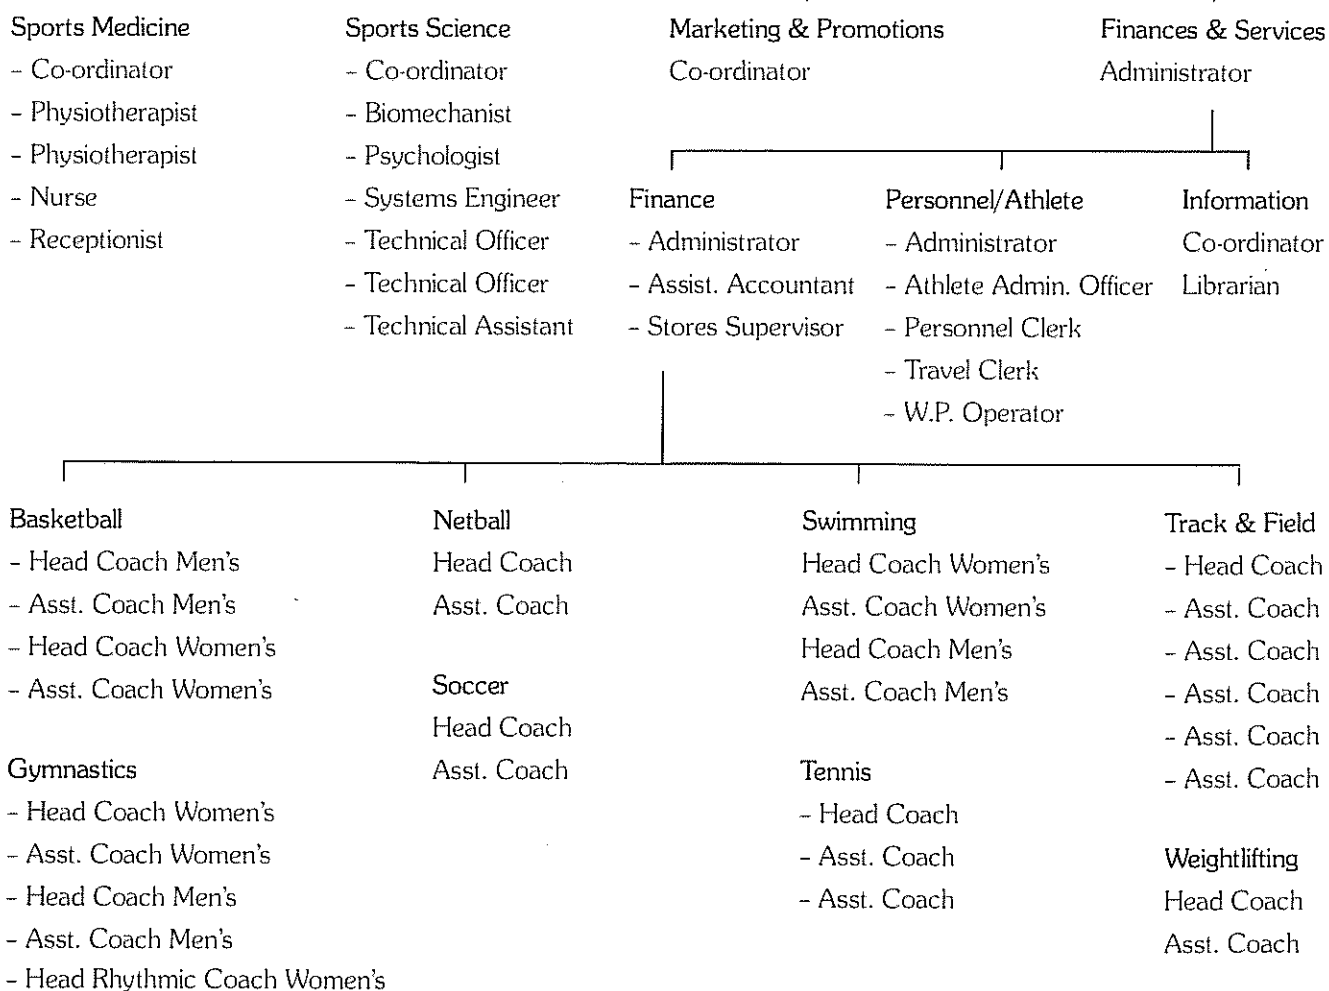 Sports Medicine
– Co-ordinator
– Physiotherapist
– Physiotherapist
– Nurse
– Receptionist
Sports Science
– Co-ordinator
– Biomechanist
– Psychologist
– Systems Engineer
– Technical Officer
– Technical Officer
– Technical Assistant
Marketing & Promotions
Co-ordinator
Finances & Services
Administrator
Finance
– Administrator
– Assist. Accountant
– Stores Supervisor
Personnel/Athlete
– Administrator
– Athlete Admin. Officer
– Personnel Clerk
– Travel Clerk
– W.P. Operator
Information
Co-ordinator
Librarian
Basketball
– Head Coach Men's
– Asst. Coach Men's
– Head Coach Women's
– Asst. Coach Women's
Gymnastics
– Head Coach Women's
– Asst. Coach Women's
– Head Coach Men's
– Asst. Coach Men's
– Head Rhythmic Coach Women's
Netball
Head Coach
Asst. Coach
Soccer
Head Coach
Asst. Coach
Swimming
Head Coach Women's
Asst. Coach Women's
Head Coach Men's
Asst. Coach Men's
Tennis
– Head Coach
– Asst. Coach
– Asst. Coach
Track & Field
– Head Coach
– Asst. Coach
– Asst. Coach
– Asst. Coach
– Asst. Coach
– Asst. Coach
Weightlifting
Head Coach
Asst. Coach